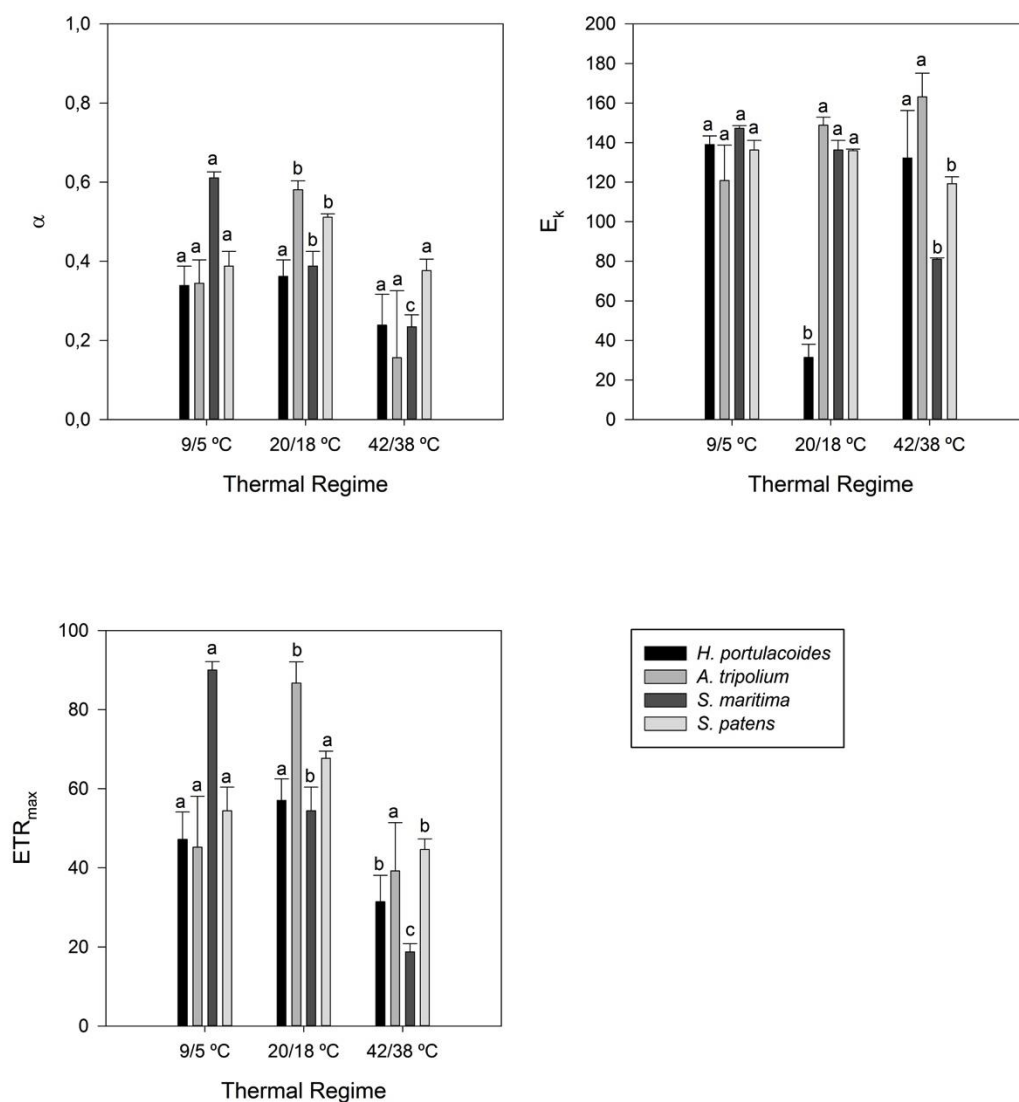 1,0
0,8
0,6
0,4
0,2
0,0
α
a a a a
a b b b
a a c a
9/5 ºC 20/18 ºC 42/38 ºC
Thermal Regime
200
180
160
140
120
100
80
60
40
20
0
Ek
a a a a
b a a a
a a b b
9/5 ºC 20/18 ºC 42/38 ºC
Thermal Regime
100
80
60
40
20
0
ETRmax
a a a a
a b b a
b a c b
9/5 ºC 20/18 ºC 42/38 ºC
Thermal Regime
H. portulacoides
A. tripolium
S. maritima
S. patens